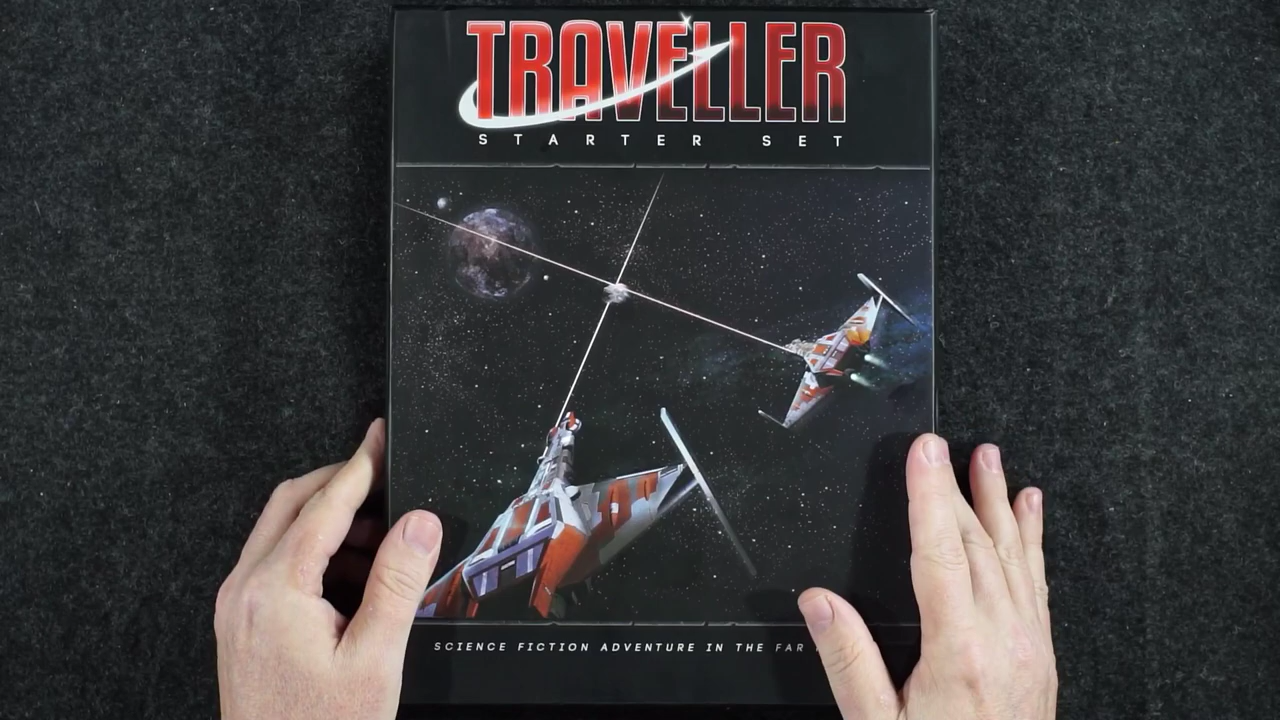 TRAVELLER
STARTER SET
SCIENCE FICTION ADVENTURE IN THE FAR